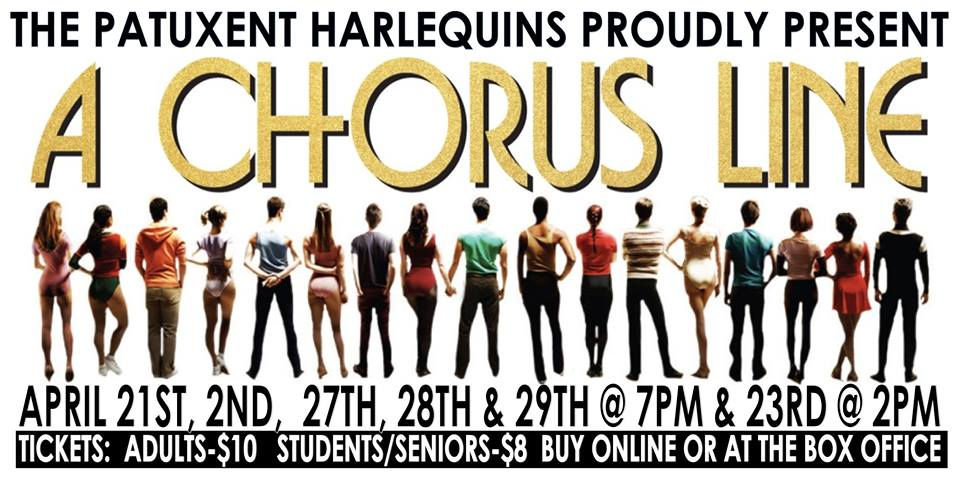 THE PATUXENT HARLEQUINS PROUDLY PRESENT
A CHORUS LINE
APRIL 21ST, 2ND, 27TH, 28TH & 29TH @ 7PM & 23RD @ 2PM
TICKETS: ADULTS-$10 STUDENTS/SENIORS-$8 BUY ONLINE OR AT THE BOX OFFICE